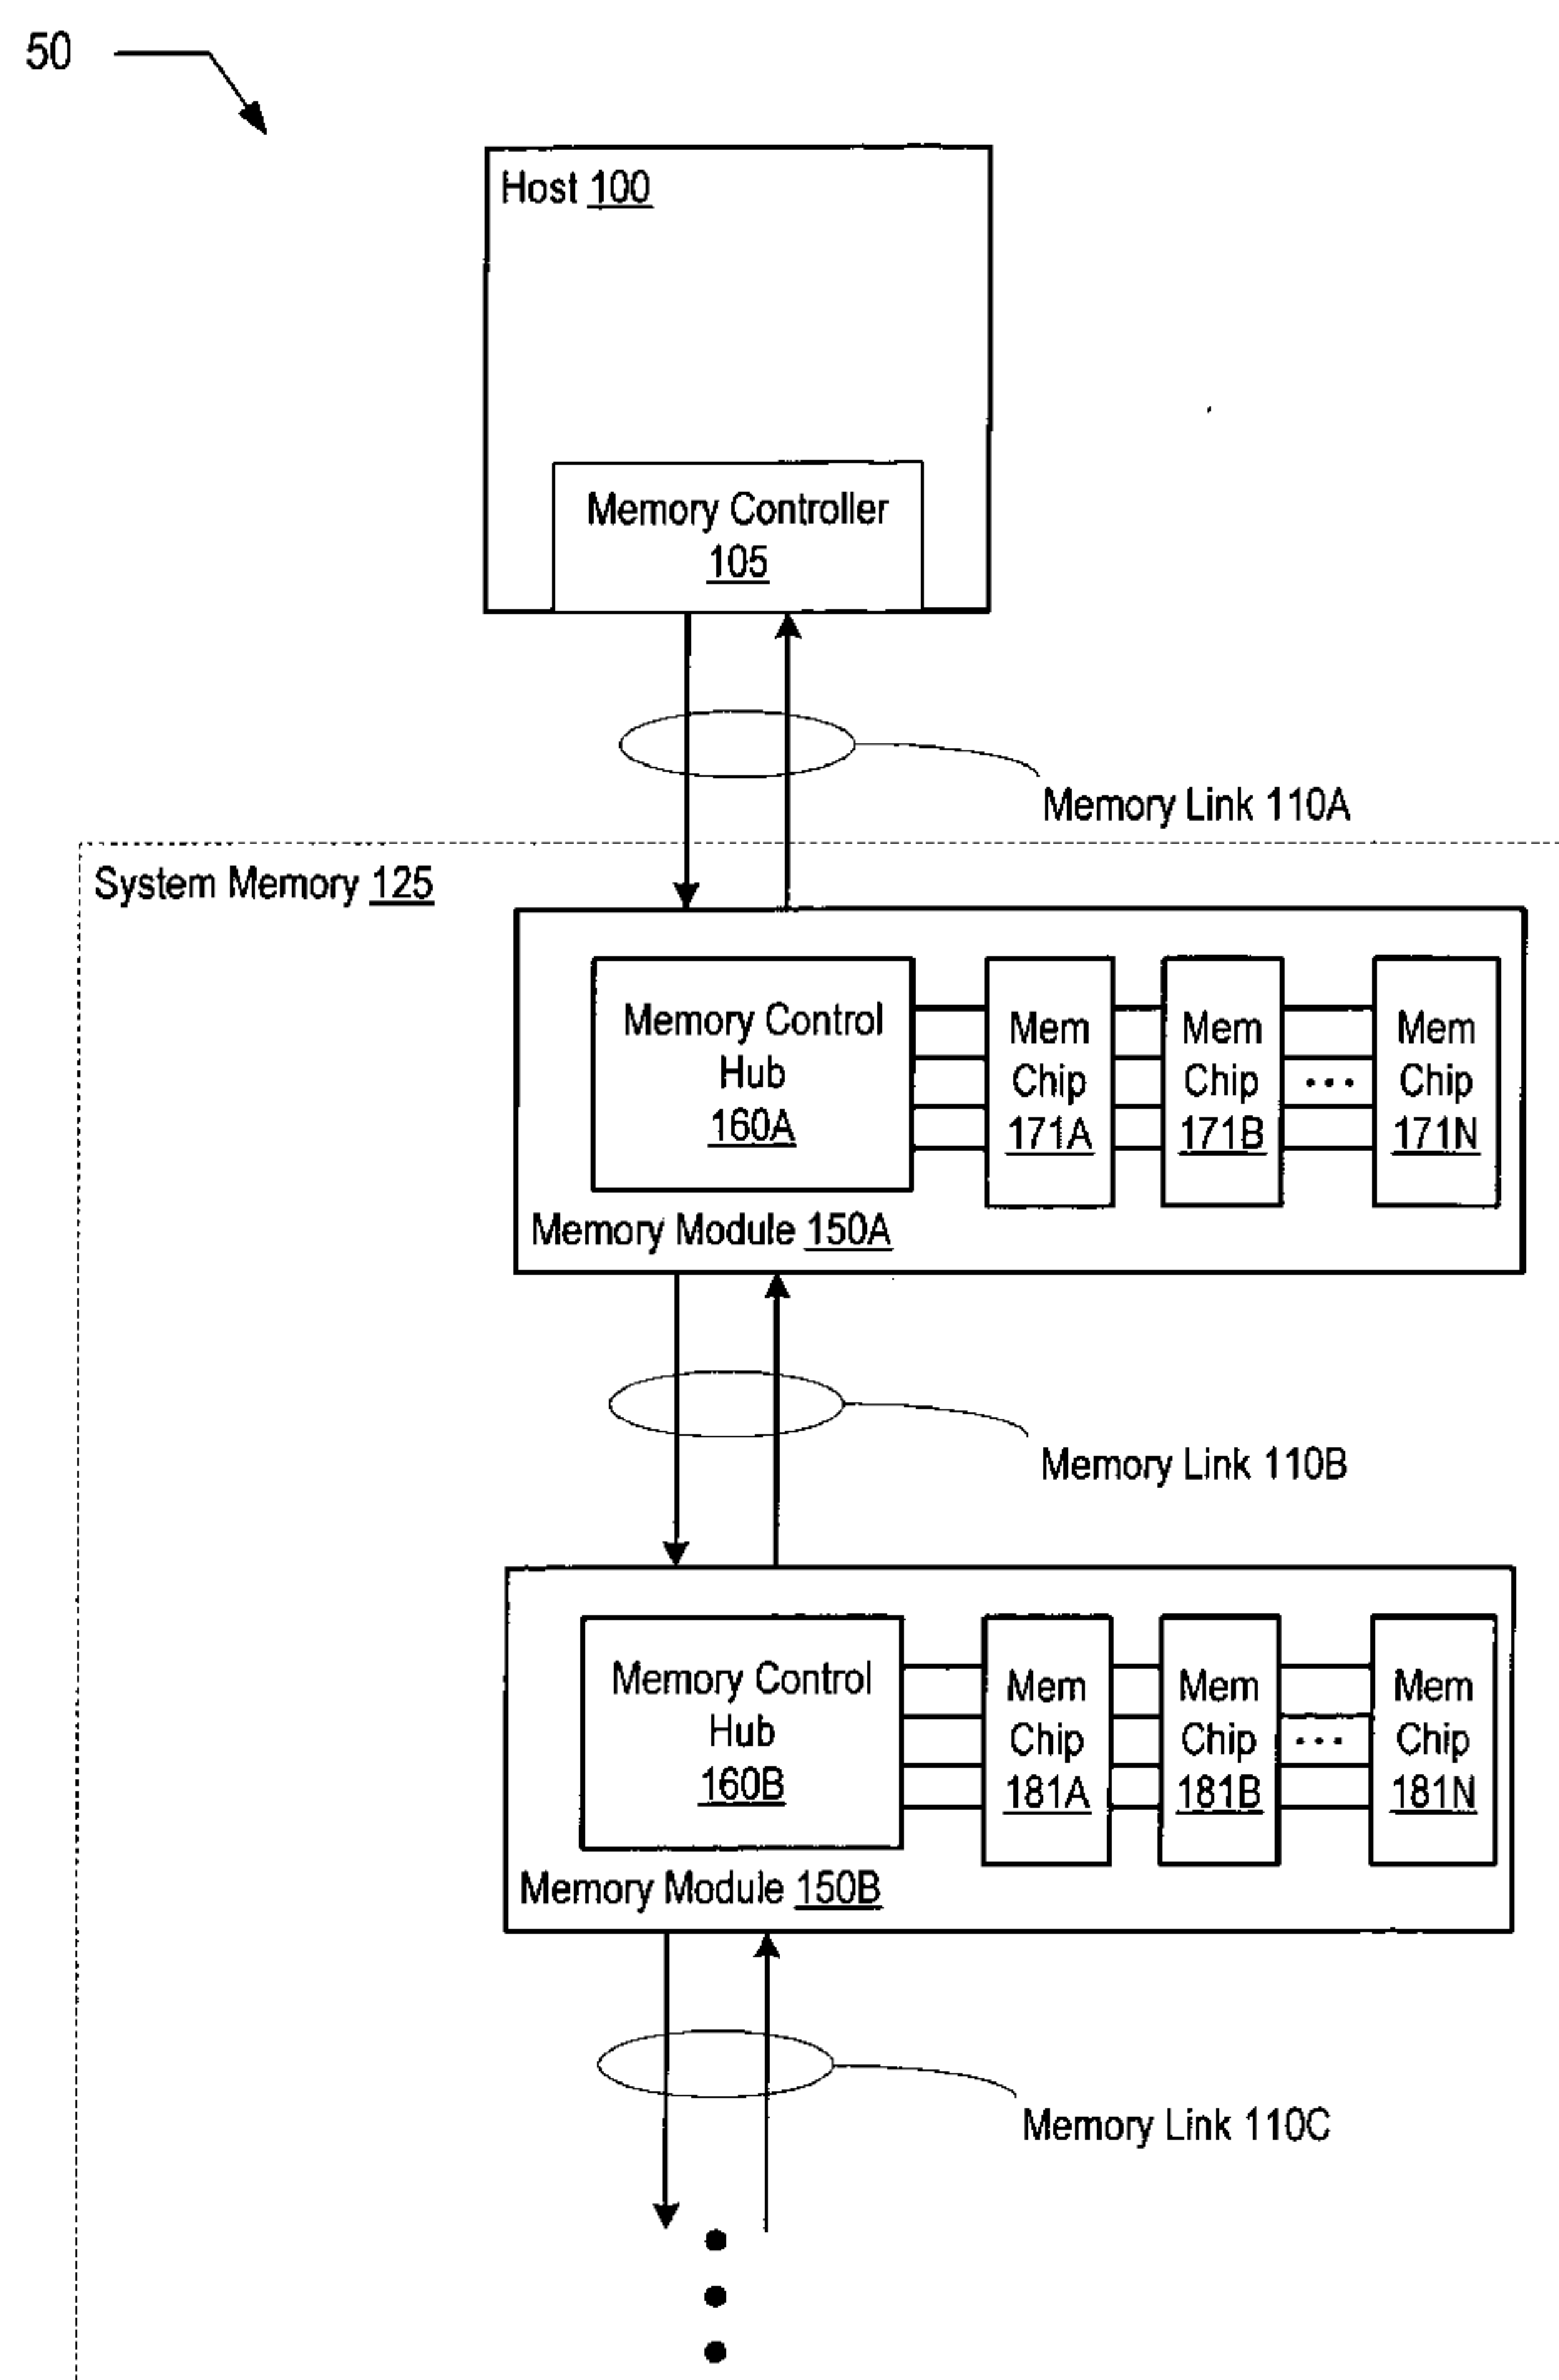 50
Host 100
Memory Controller
105
Memory Link 110A
System Memory 125
Memory Control
Hub
160A
Mem
Chip
171A
Mem
Chip
171B
...
Mem
Chip
171N
Memory Module 150A
Memory Link 110B
Memory Control
Hub
160B
Mem
Chip
181A
Mem
Chip
181B
...
Mem
Chip
181N
Memory Module 150B
Memory Link 110C